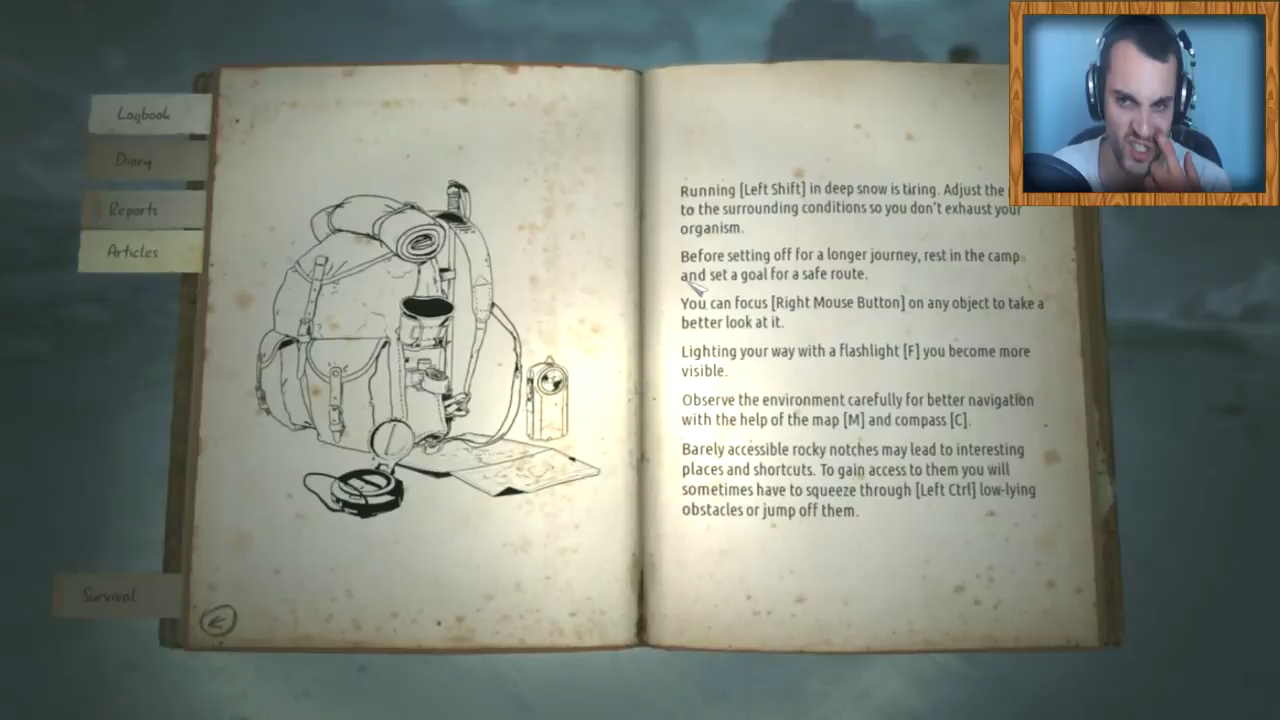 Logbook
Diary
Reports
Articles
Survival
Running [Left Shift] in deep snow is tiring. Adjust the
to the surrounding conditions so you don't exhaust your
organism.
Before setting off for a longer journey, rest in the camp
and set a goal for a safe route.
You can focus [Right Mouse Button] on any object to take a
better look at it.
Lighting your way with a flashlight [F] you become more
visible.
Observe the environment carefully for better navigation
with the help of the map [M] and compass [C].
Barely accessible rocky notches may lead to interesting
places and shortcuts. To gain access to them you will
sometimes have to squeeze through [Left Ctrl] low-lying
obstacles or jump off them.